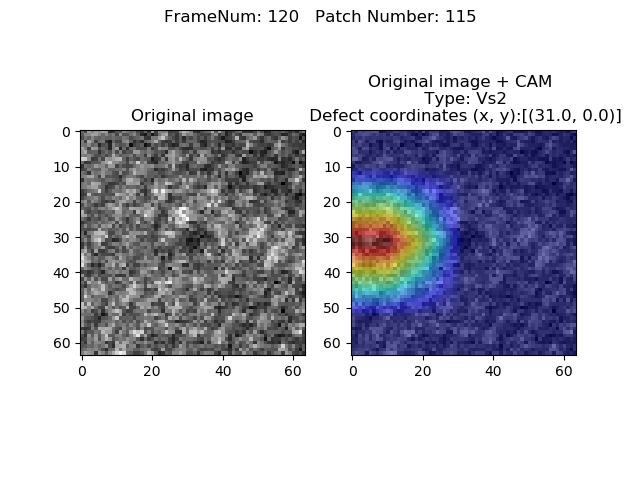 FrameNum: 120   Patch Number: 115
Original image
0
10
20
30
40
50
60
0 20 40 60
Original image + CAM
Type: Vs2
Defect coordinates (x, y):[(31.0, 0.0)]
0
10
20
30
40
50
60
0 20 40 60